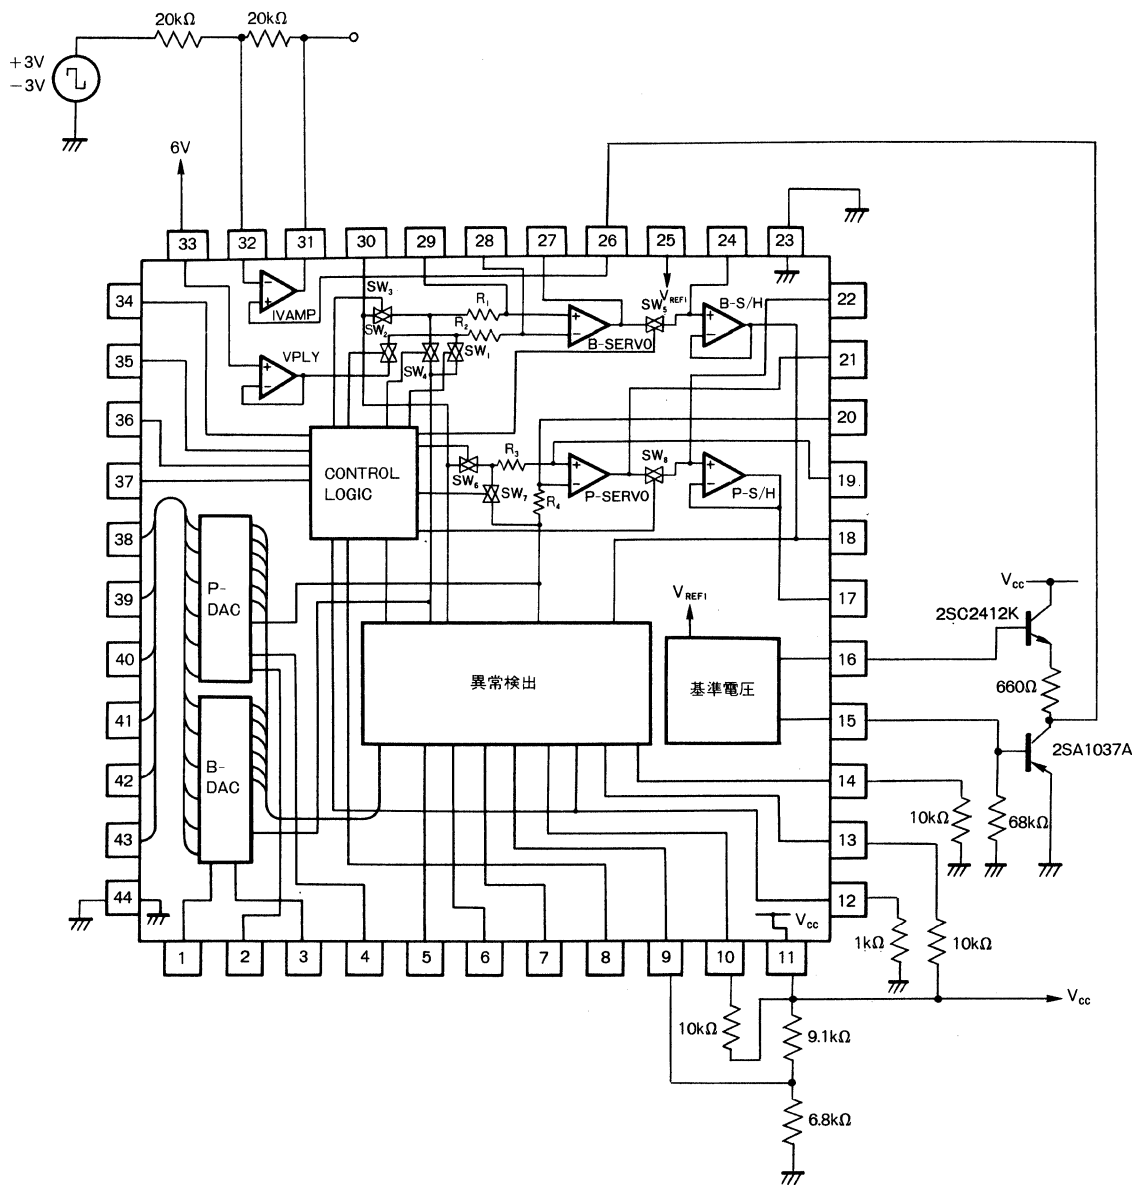 20kΩ 20kΩ
+3V
−3V
6V
33 32 31 30 29 28 27 26 25 24 23
34
35
36
37
38
39
40
41
42
43
44
22
21
20
19
18
17
16
15
14
13
12
1 2 3 4 5 6 7 8 9 10 11
IVAMP
VPLY
SW3
SW2
SW4
SW1
R1
R2
B-SERVO
VREF1
SW5
B-S/H
CONTROL
LOGIC
SW6
SW7
R3
R4
P-SERVO
SW8
P-S/H
P-
DAC
B-
DAC
異常検出
VREF1
基準電圧
Vcc
2SC2412K
660Ω
2SA1037A
68kΩ
10kΩ
1kΩ
10kΩ
Vcc
Vcc
10kΩ
9.1kΩ
6.8kΩ